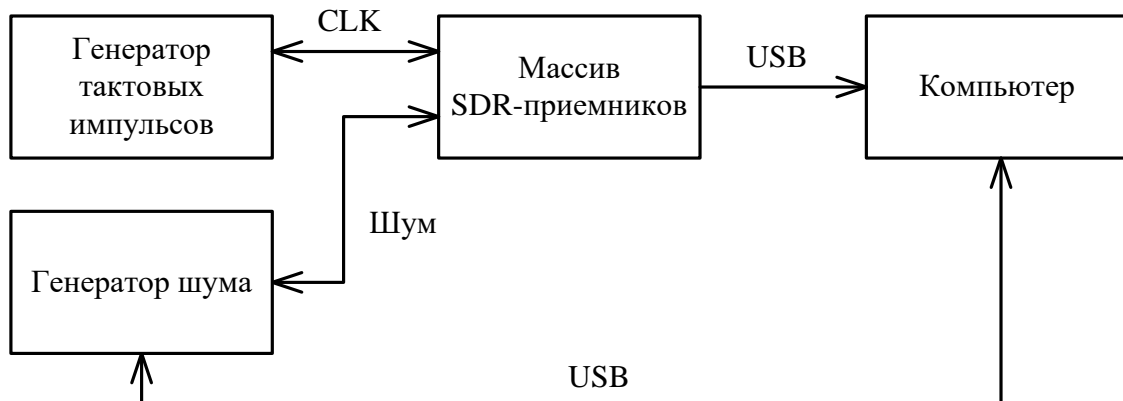 Генератор
тактовых
импульсов
CLK
Массив
SDR-приемников
USB
Компьютер
Шум
Генератор шума
USB